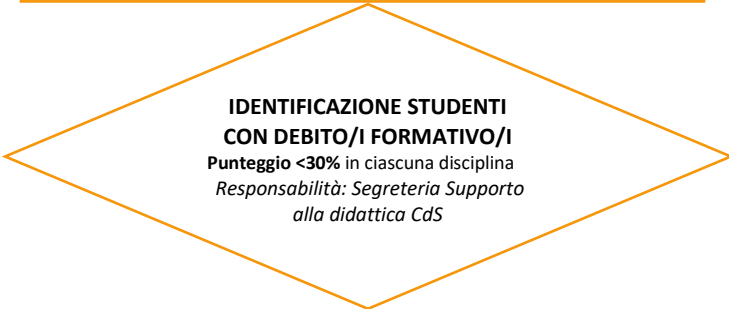 IDENTIFICAZIONE STUDENTI
CON DEBITO/I FORMATIVO/I
Punteggio <30% in ciascuna disciplina
Responsabilità: Segreteria Supporto
alla didattica CdS